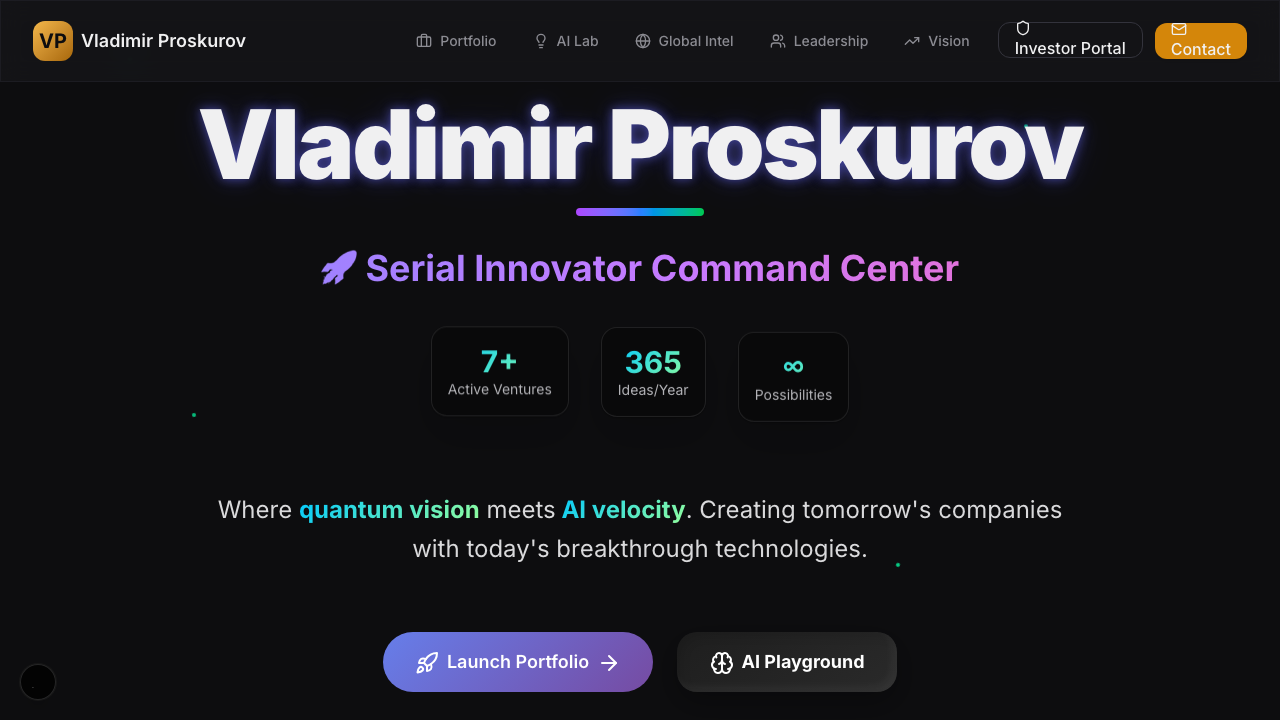 VP Vladimir Proskurov
Portfolio
AI Lab
Global Intel
Leadership
Vision
Investor Portal
Contact
Vladimir Proskurov
🚀 Serial Innovator Command Center
7+
Active Ventures
365
Ideas/Year
∞
Possibilities
Where quantum vision meets AI velocity. Creating tomorrow's companies
with today's breakthrough technologies.
Launch Portfolio →
AI Playground